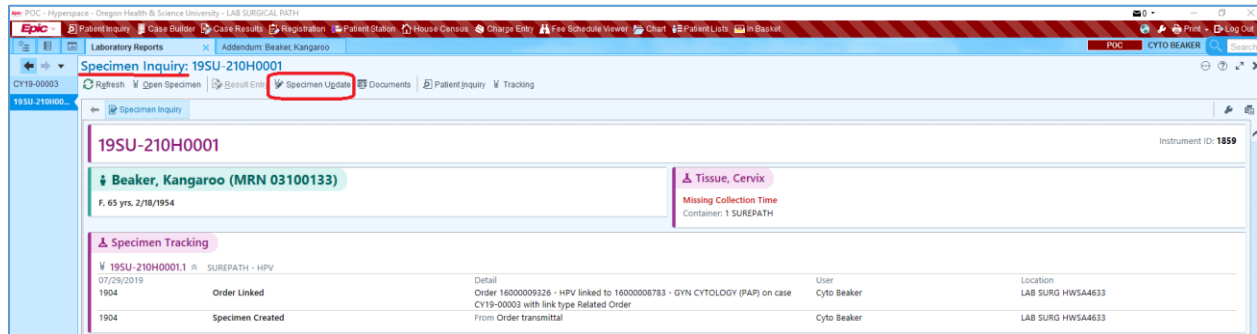 POC - Hyperspace - Oregon Health & Science University - LAB SURGICAL PATH
0
Epic Patient Inquiry Case Builder Case Results Registration Patient Station House Census Charge Entry Fee Schedule Viewer Chart Patient Lists In Basket Print Log Out
Laboratory Reports Addendum: Beaker, Kangaroo POC CYTO BEAKER Search
Specimen Inquiry: 19SU-210H0001
CY19-00003 Refresh Open Specimen Result Entry Specimen Update Documents Patient Inquiry Tracking
19SU-210H00...
Specimen Inquiry
19SU-210H0001 Instrument ID: 1859
Beaker, Kangaroo (MRN 03100133) Tissue, Cervix
F, 65 yrs, 2/18/1954 Missing Collection Time
Container: 1 SUREPATH
Specimen Tracking
19SU-210H0001.1 SUREPATH - HPV
07/29/2019 Detail User Location
1904 Order Linked Order 16000009326 - HPV linked to 16000008783 - GYN CYTOLOGY (PAP) on case Cyto Beaker LAB SURG HWSA4633
CY19-00003 with link type Related Order
1904 Specimen Created From Order transmittal Cyto Beaker LAB SURG HWSA4633